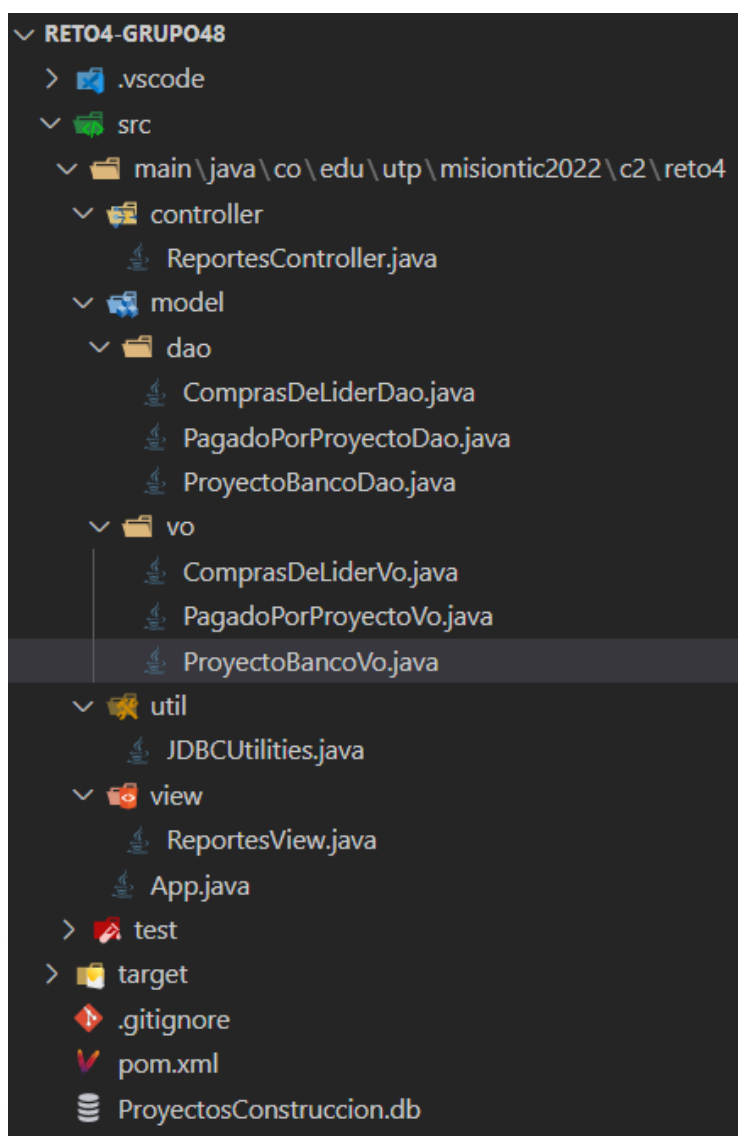 RETO4-GRUPO48
.vscode
src
main\java\co\edu\utp\misiontic2022\c2\reto4
controller
ReportesController.java
model
dao
ComprasDeLiderDao.java
PagadoPorProyectoDao.java
ProyectoBancoDao.java
vo
ComprasDeLiderVo.java
PagadoPorProyectoVo.java
ProyectoBancoVo.java
util
JDBCUtilities.java
view
ReportesView.java
App.java
test
target
.gitignore
pom.xml
ProyectosConstruccion.db